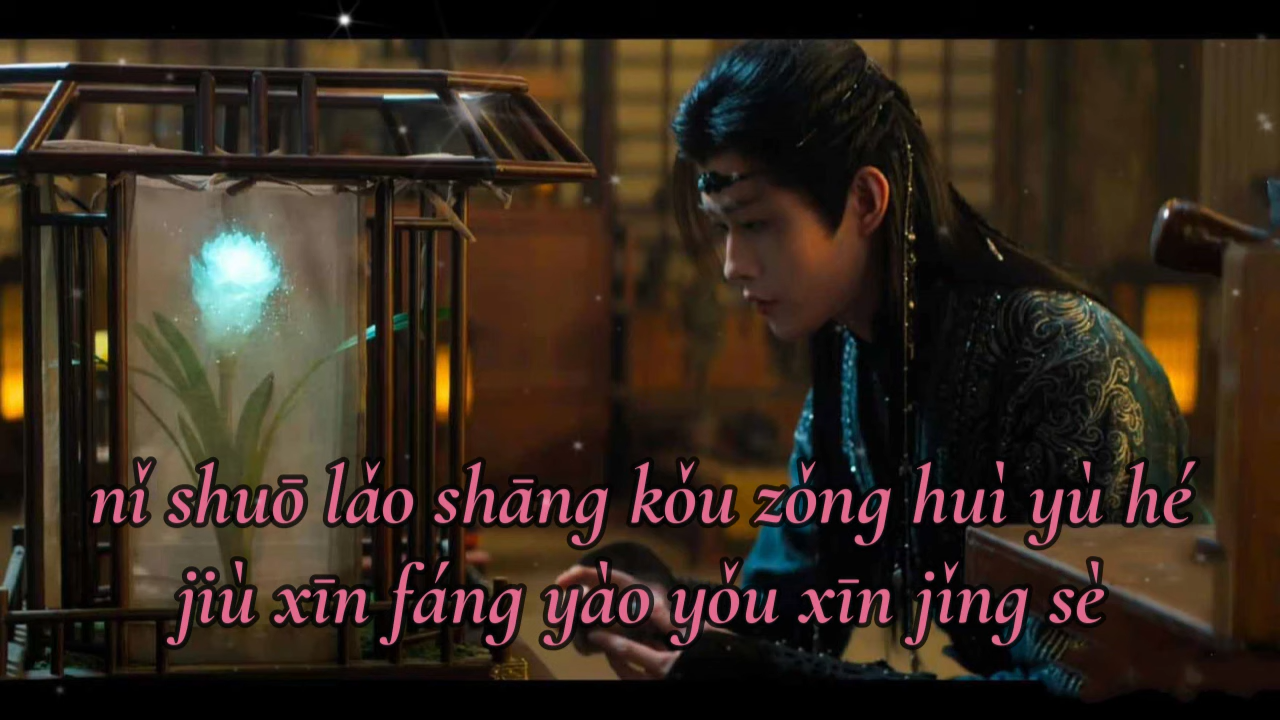 nǐ shuō lǎo shāng kǒu zǒng huì yù hé
jiù xīn fáng yào yǒu xīn jǐng sè